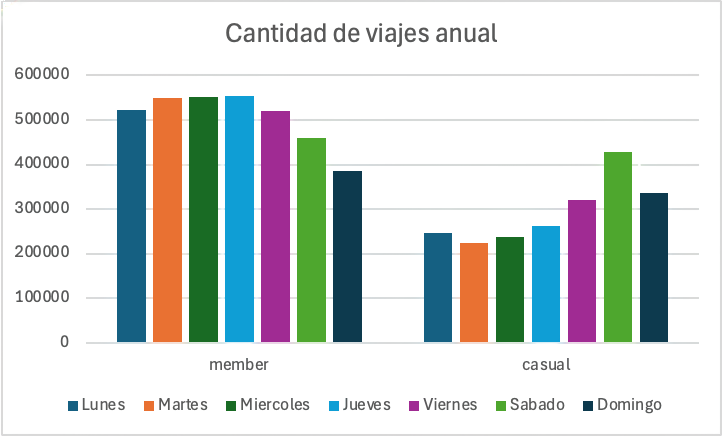 Cantidad de viajes anual
600000
500000
400000
300000
200000
100000
0
member casual
Lunes Martes Miercoles Jueves Viernes Sabado Domingo